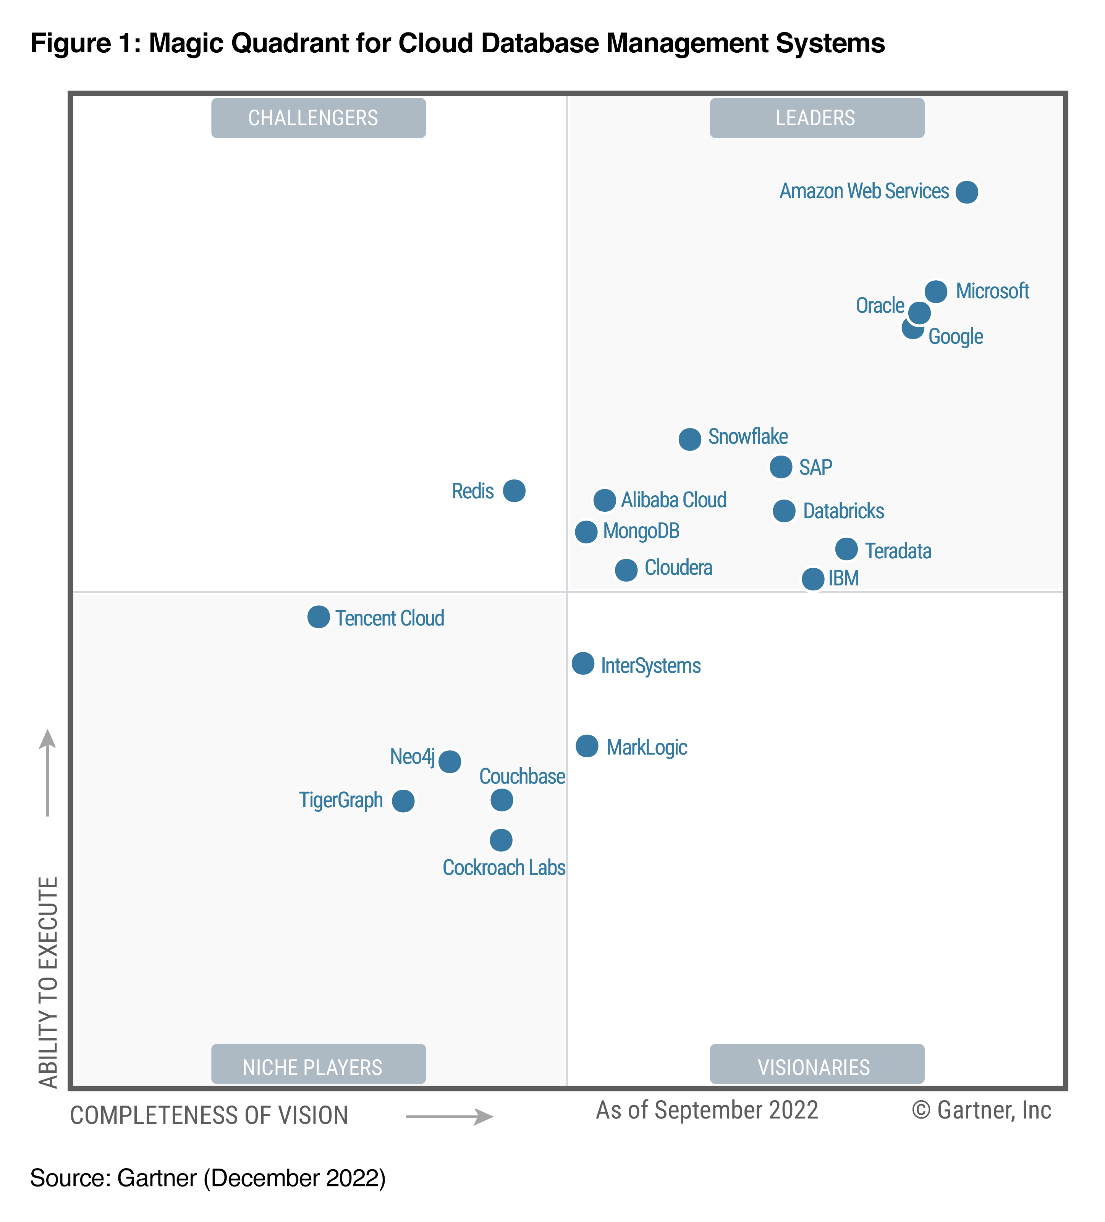 Figure 1: Magic Quadrant for Cloud Database Management Systems
CHALLENGERS
LEADERS
Amazon Web Services
Microsoft
Oracle
Google
Snowflake
SAP
Redis
Alibaba Cloud
Databricks
MongoDB
Teradata
Cloudera
IBM
Tencent Cloud
InterSystems
MarkLogic
Neo4j
Couchbase
TigerGraph
Cockroach Labs
ABILITY TO EXECUTE
NICHE PLAYERS
VISIONARIES
COMPLETENESS OF VISION
As of September 2022
© Gartner, Inc
Source: Gartner (December 2022)